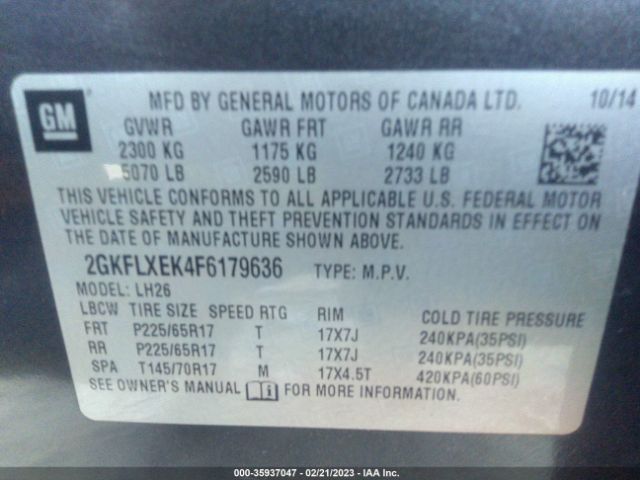 GM
MFD BY GENERAL MOTORS OF CANADA LTD. 10/14
GVWR GAWR FRT GAWR RR
2300 KG 1175 KG 1240 KG
5070 LB 2590 LB 2733 LB
THIS VEHICLE CONFORMS TO ALL APPLICABLE U.S. FEDERAL MOTOR
VEHICLE SAFETY AND THEFT PREVENTION STANDARDS IN EFFECT ON
THE DATE OF MANUFACTURE SHOWN ABOVE.
2GKFLXEK4F6179636 TYPE: M.P.V.
MODEL: LH26
LBCW TIRE SIZE SPEED RTG RIM COLD TIRE PRESSURE
FRT P225/65R17 T 17X7J 240KPA(35PSI)
RR P225/65R17 T 17X7J 240KPA(35PSI)
SPA T145/70R17 M 17X4.5T 420KPA(60PSI)
SEE OWNER'S MANUAL FOR MORE INFORMATION.
000-35937047 / 02/21/2023 - IAA Inc.